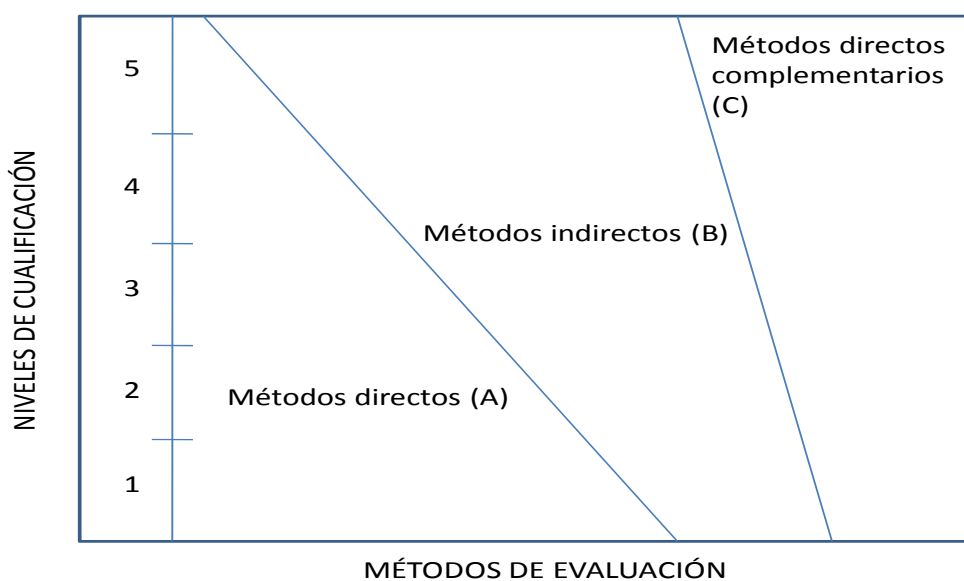 NIVELES DE CUALIFICACIÓN
5
4
3
2
1
Métodos directos
complementarios
(C)
Métodos indirectos (B)
Métodos directos (A)
MÉTODOS DE EVALUACIÓN